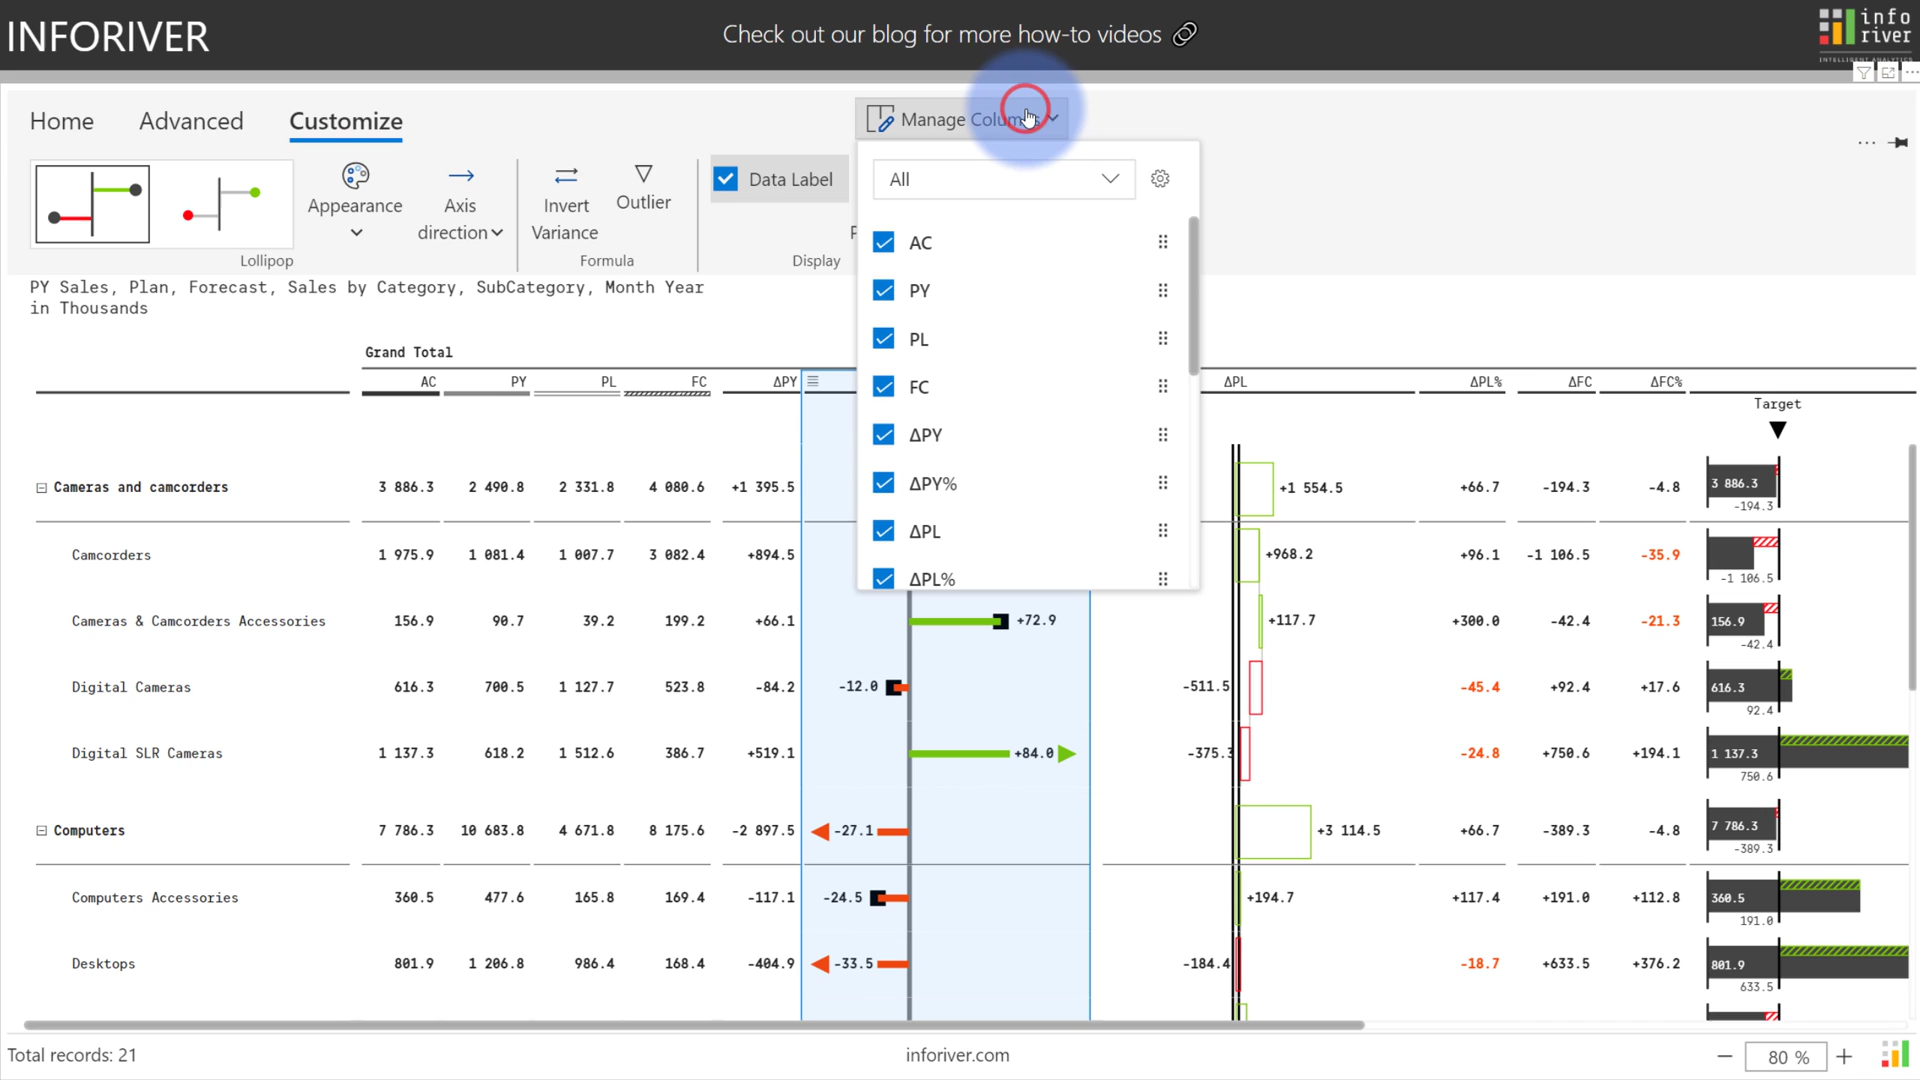 INFORIVER
Check out our blog for more how-to videos
info
river
INTELLIGENT ANALYTICS
Home Advanced Customize
Manage Columns
Appearance
Axis
direction
Invert
Variance
Outlier
Data Label
Lollipop
Formula
Display
All
AC
PY
PL
FC
ΔPY
ΔPY%
ΔPL
ΔPL%
PY Sales, Plan, Forecast, Sales by Category, SubCategory, Month Year
in Thousands
Grand Total
AC PY PL FC ΔPY ΔPL ΔPL% ΔFC ΔFC%
Target
Cameras and camcorders 3 886.3 2 490.8 2 331.8 4 080.6 +1 395.5 +1 554.5 +66.7 -194.3 -4.8 3 886.3
-194.3
Camcorders 1 975.9 1 081.4 1 007.7 3 082.4 +894.5 +968.2 +96.1 -1 106.5 -35.9
-1 106.5
Cameras & Camcorders Accessories 156.9 90.7 39.2 199.2 +66.1 +72.9 +117.7 +300.0 -42.4 -21.3 156.9
-42.4
Digital Cameras 616.3 700.5 1 127.7 523.8 -84.2 -12.0 -511.5 -45.4 +92.4 +17.6 616.3
92.4
Digital SLR Cameras 1 137.3 618.2 1 512.6 386.7 +519.1 +84.0 -375.3 -24.8 +750.6 +194.1 1 137.3
750.6
Computers 7 786.3 10 683.8 4 671.8 8 175.6 -2 897.5 -27.1 +3 114.5 +66.7 -389.3 -4.8 7 786.3
-389.3
Computers Accessories 360.5 477.6 165.8 169.4 -117.1 -24.5 +194.7 +117.4 +191.0 +112.8 360.5
191.0
Desktops 801.9 1 206.8 986.4 168.4 -404.9 -33.5 -184.4 -18.7 +633.5 +376.2 801.9
633.5
Total records: 21
inforiver.com
80 %